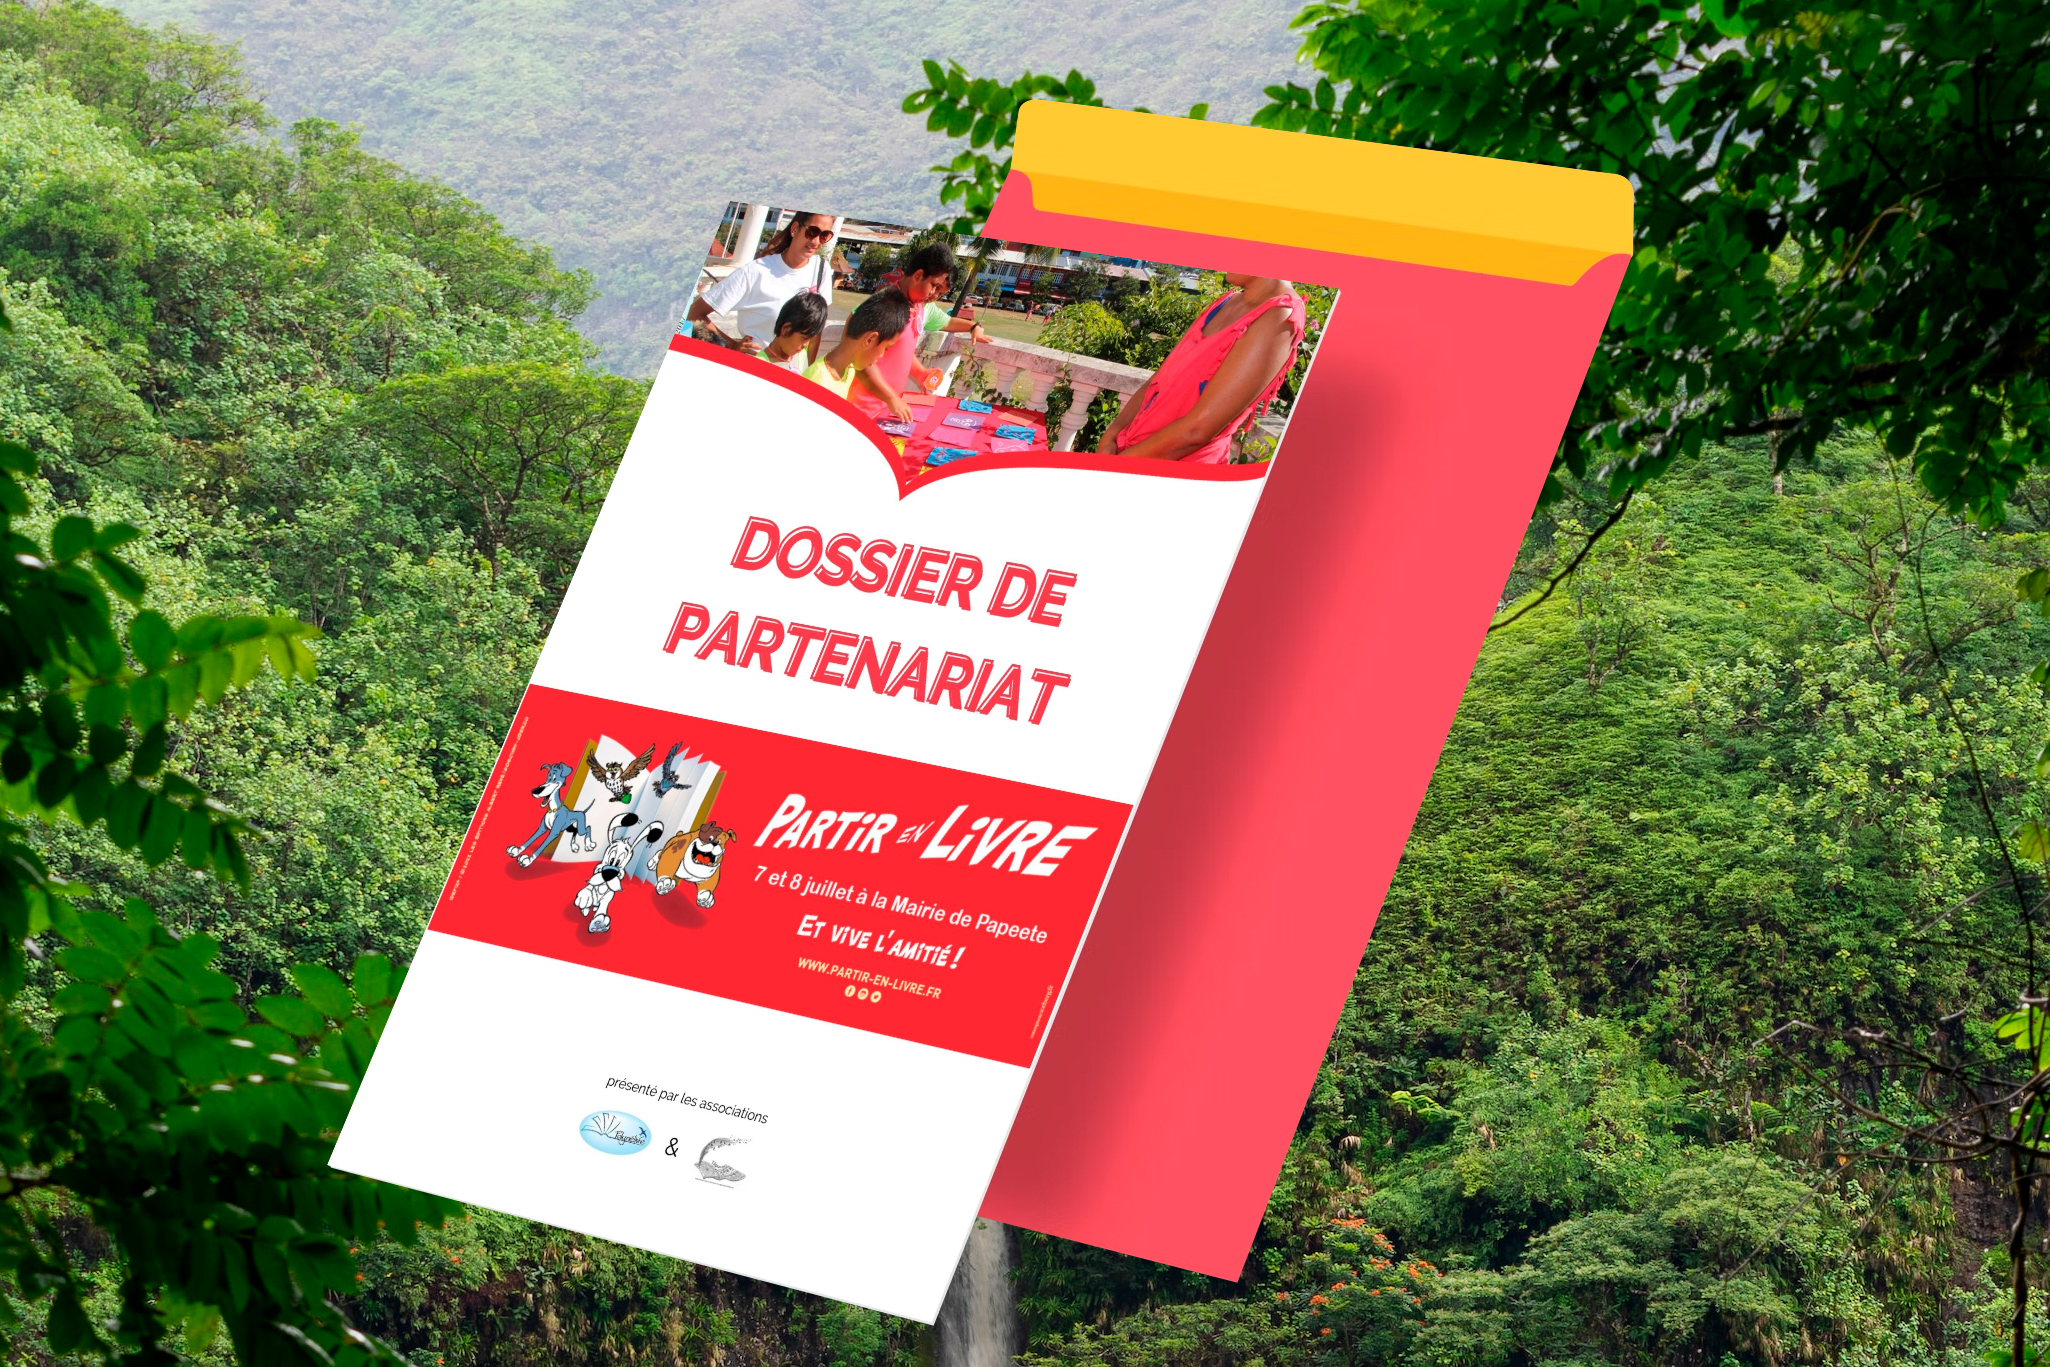 DOSSIER DE
PARTENARIAT
PARTIR EN LIVRE
7 et 8 juillet à la Mairie de Papeete
ET VIVE L'AMITIÉ !
WWW.PARTIR-EN-LIVRE.FR
présenté par les associations
&